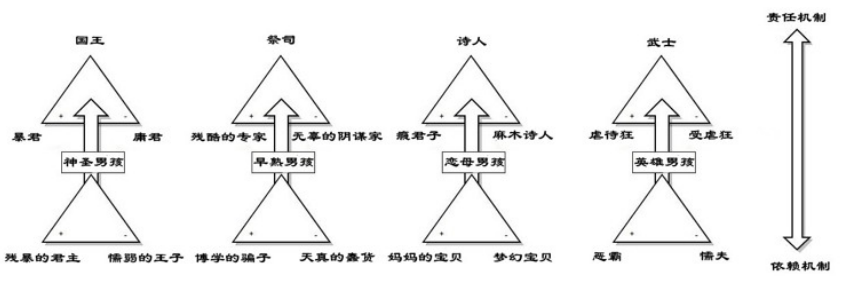 责任机制
国王
祭司
诗人
武士
+
-
+
-
+
-
+
-
暴君
庸君
残酷的专家
无辜的阴谋家
瘾君子
麻木诗人
虐待狂
受虐狂
神圣男孩
早熟男孩
恋母男孩
英雄男孩
+
-
+
-
+
-
+
-
残暴的君主
懦弱的王子
博学的骗子
天真的蠢货
妈妈的宝贝
梦幻宝贝
恶霸
懦夫
依赖机制